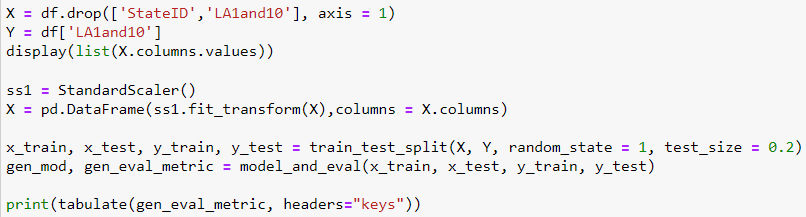 X = df.drop(['StateID','LA1and10'], axis = 1)
Y = df['LA1and10']
display(list(X.columns.values))
ss1 = StandardScaler()
X = pd.DataFrame(ss1.fit_transform(X),columns = X.columns)
x_train, x_test, y_train, y_test = train_test_split(X, Y, random_state = 1, test_size = 0.2)
gen_mod, gen_eval_metric = model_and_eval(x_train, x_test, y_train, y_test)
print(tabulate(gen_eval_metric, headers="keys"))